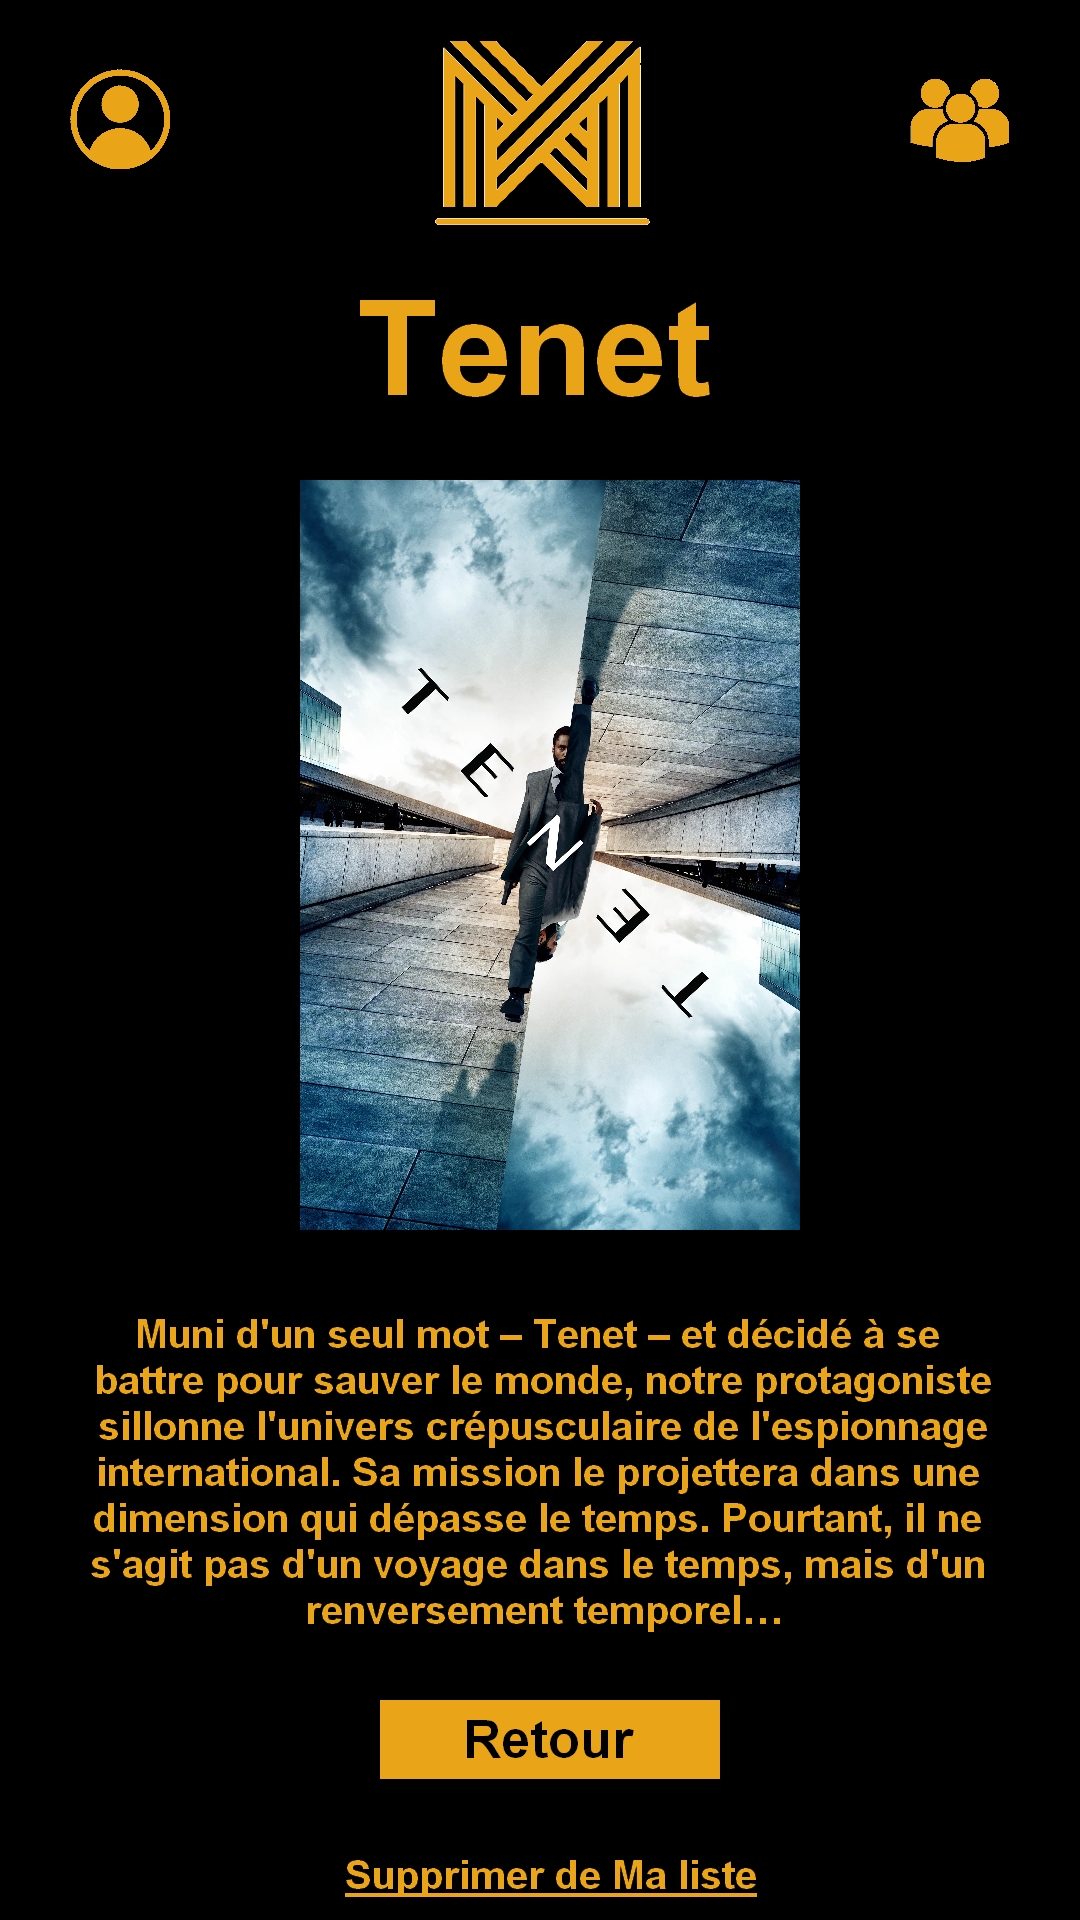 Tenet
T
E
N
E
T
Muni d'un seul mot – Tenet – et décidé à se
battre pour sauver le monde, notre protagoniste
sillonne l'univers crépusculaire de l'espionnage
international. Sa mission le projettera dans une
dimension qui dépasse le temps. Pourtant, il ne
s'agit pas d'un voyage dans le temps, mais d'un
renversement temporel…
Retour
Supprimer de Ma liste